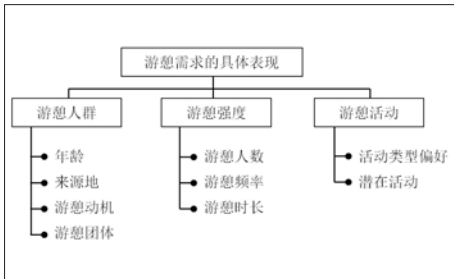 游憩需求的具体表现
游憩人群
游憩强度
游憩活动
年龄
来源地
游憩动机
游憩团体
游憩人数
游憩频率
游憩时长
活动类型偏好
潜在活动